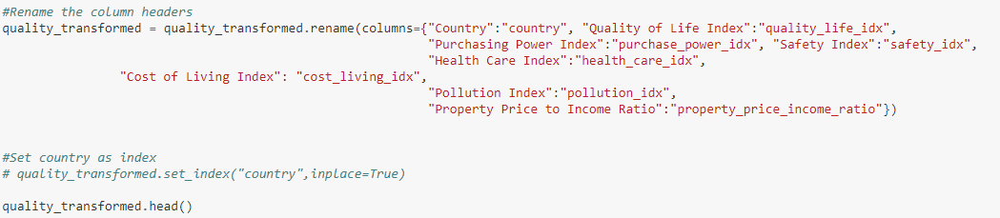 #Rename the column headers
quality_transformed = quality_transformed.rename(columns={"Country":"country", "Quality of Life Index":"quality_life_idx",
"Purchasing Power Index":"purchase_power_idx", "Safety Index":"safety_idx",
"Health Care Index":"health_care_idx",
"Cost of Living Index": "cost_living_idx",
"Pollution Index":"pollution_idx",
"Property Price to Income Ratio":"property_price_income_ratio"})
#Set country as index
# quality_transformed.set_index("country",inplace=True)
quality_transformed.head()